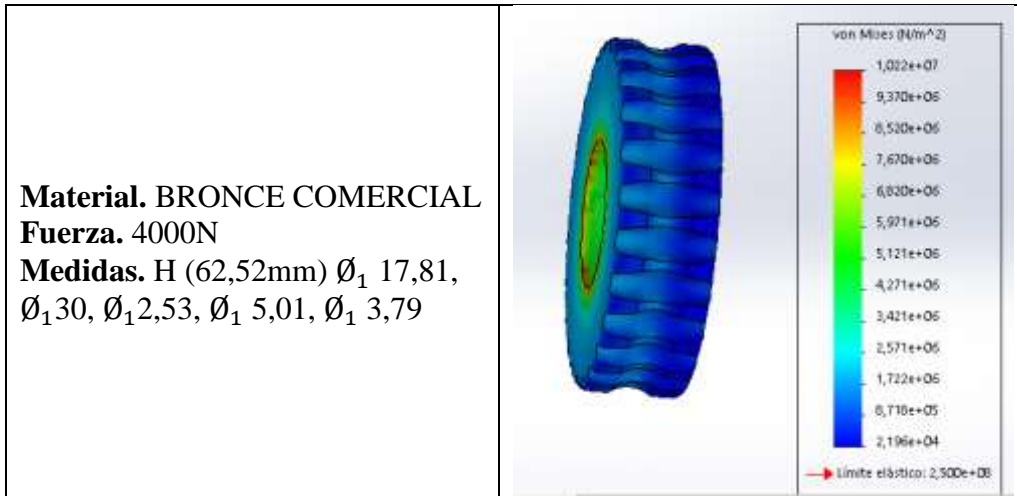 Material. BRONCE COMERCIAL
Fuerza. 4000N
Medidas. H (62,52mm) Ø₁ 17,81,
Ø₁30, Ø₁2,53, Ø₁ 5,01, Ø₁ 3,79
von Mises (N/m^2)
1,022e+07
9,370e+06
8,520e+06
7,670e+06
6,820e+06
5,971e+06
5,121e+06
4,271e+06
3,421e+06
2,571e+06
1,722e+06
8,718e+05
2,196e+04
Límite elástico: 2,500e+08